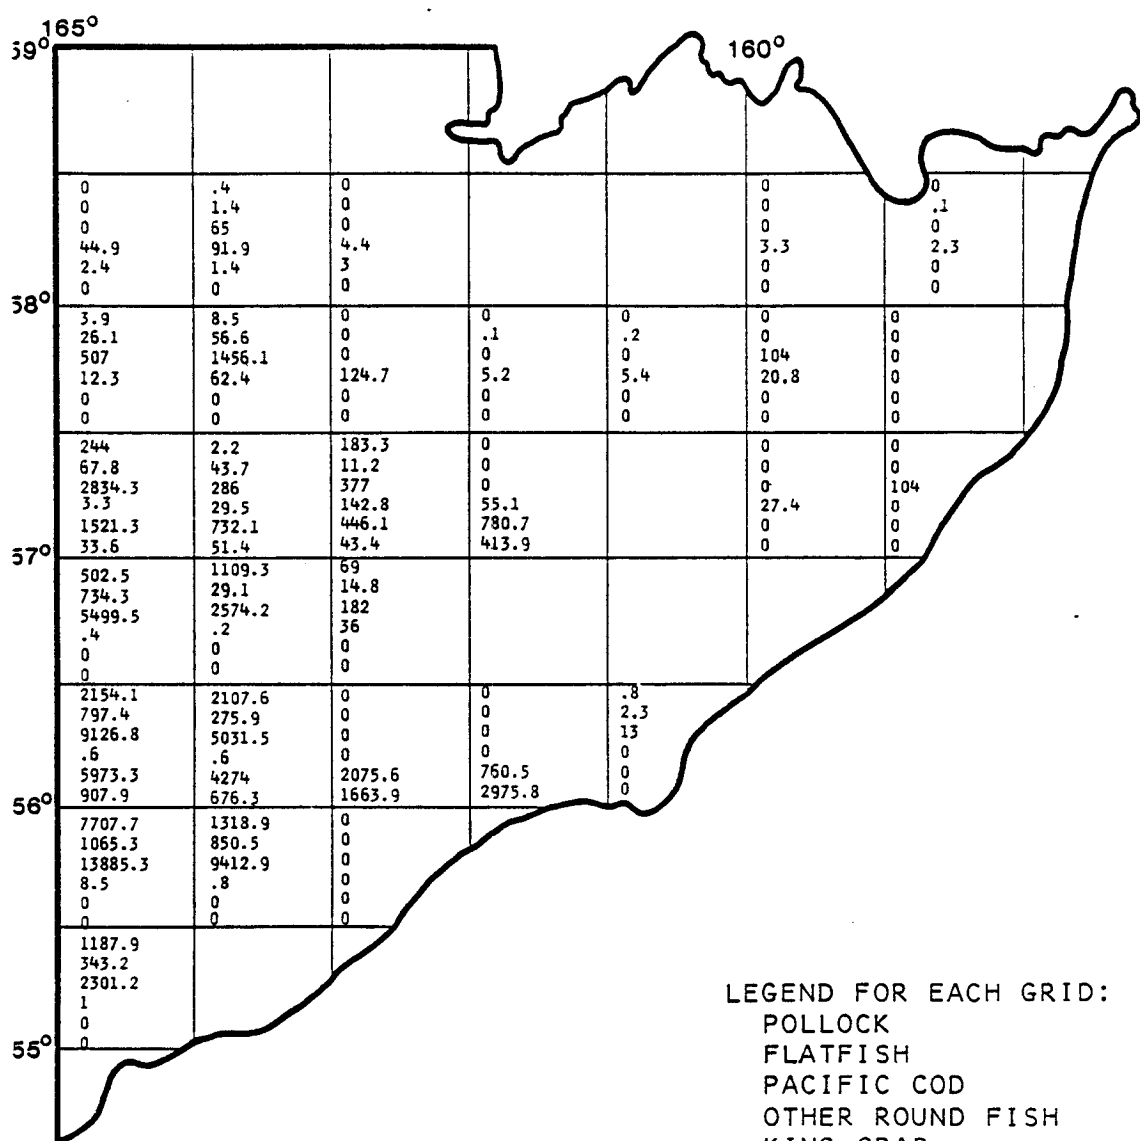 165°
59°
160°
0 .4 0 0 0
0 1.4 0 0 .1
0 65 0 0 0
44.9 91.9 4.4 3.3 2.3
2.4 1.4 3 0 0
0 0 0 0 0
58°
3.9 8.5 0 0 0 0 0
26.1 56.6 0 .1 .2 0 0
507 1456.1 0 0 0 104 0
12.3 62.4 124.7 5.2 5.4 20.8 0
0 0 0 0 0 0 0
0 0 0 0 0 0 0
244 2.2 183.3 0 0 0
67.8 43.7 11.2 0 0 0
2834.3 286 377 0 0 104
3.3 29.5 142.8 55.1 27.4 0
1521.3 732.1 446.1 780.7 0 0
33.6 51.4 43.4 413.9 0 0
57°
502.5 1109.3 69
734.3 29.1 14.8
5499.5 2574.2 182
.4 .2 36
0 0 0
0 0 0
2154.1 2107.6 0 0 .8
797.4 275.9 0 0 2.3
9126.8 5031.5 0 0 13
.6 .6 0 0 0
5973.3 4274 2075.6 760.5 0
907.9 676.3 1663.9 2975.8 0
56°
7707.7 1318.9 0
1065.3 850.5 0
13885.3 9412.9 0
8.5 .8 0
0 0 0
0 0 0
1187.9
343.2
2301.2
1
0
0
55°
LEGEND FOR EACH GRID:
POLLOCK
FLATFISH
PACIFIC COD
OTHER ROUND FISH
KING CRAB